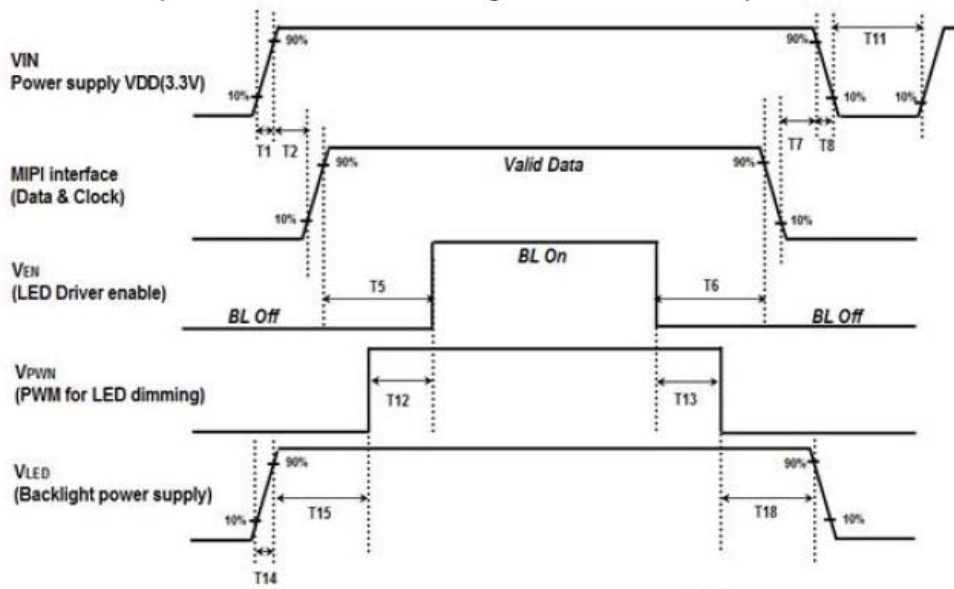 VIN
Power supply VDD(3.3V)
90%
90%
T11
10%
10%
10%
T1
T2
T7
T8
MIPI interface
(Data & Clock)
90%
Valid Data
90%
10%
10%
VEN
(LED Driver enable)
BL On
T5
T6
BL Off
BL Off
VPWN
(PWM for LED dimming)
T12
T13
VLED
(Backlight power supply)
90%
90%
T15
T18
10%
10%
T14